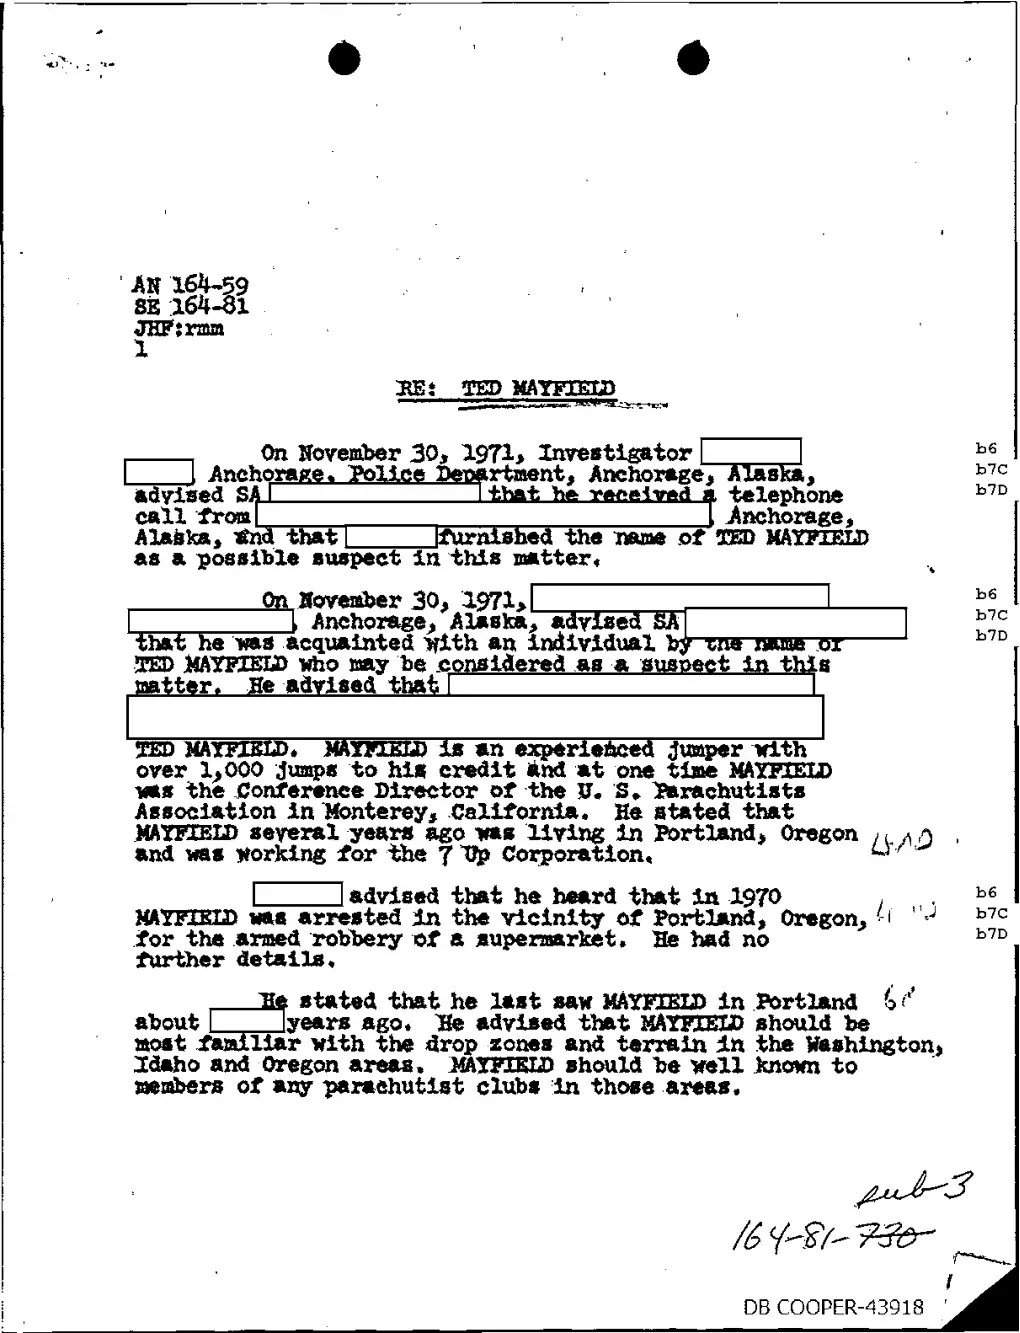 AN 164-59
SE 164-81
JHF:rmm
1
RE: TED MAYFIELD
On November 30, 1971, Investigator
b6
, Anchorage, Police Department, Anchorage, Alaska,
b7C
advised SA that he received a telephone
b7D
call from , Anchorage,
Alaska, and that furnished the name of TED MAYFIELD
as a possible suspect in this matter.
On November 30, 1971,
b6
, Anchorage, Alaska, advised SA
b7C
that he was acquainted with an individual by the name of
b7D
TED MAYFIELD who may be considered as a suspect in this
matter. He advised that
TED MAYFIELD. MAYFIELD is an experienced jumper with
over 1,000 jumps to his credit and at one time MAYFIELD
was the Conference Director of the U. S. Parachutists
Association in Monterey, California. He stated that
MAYFIELD several years ago was living in Portland, Oregon
and was working for the 7 Up Corporation.
advised that he heard that in 1970
b6
MAYFIELD was arrested in the vicinity of Portland, Oregon,
b7C
for the armed robbery of a supermarket. He had no
b7D
further details.
He stated that he last saw MAYFIELD in Portland
about years ago. He advised that MAYFIELD should be
most familiar with the drop zones and terrain in the Washington,
Idaho and Oregon areas. MAYFIELD should be well known to
members of any parachutist clubs in those areas.
sub 3
164-81-730
DB COOPER-43918